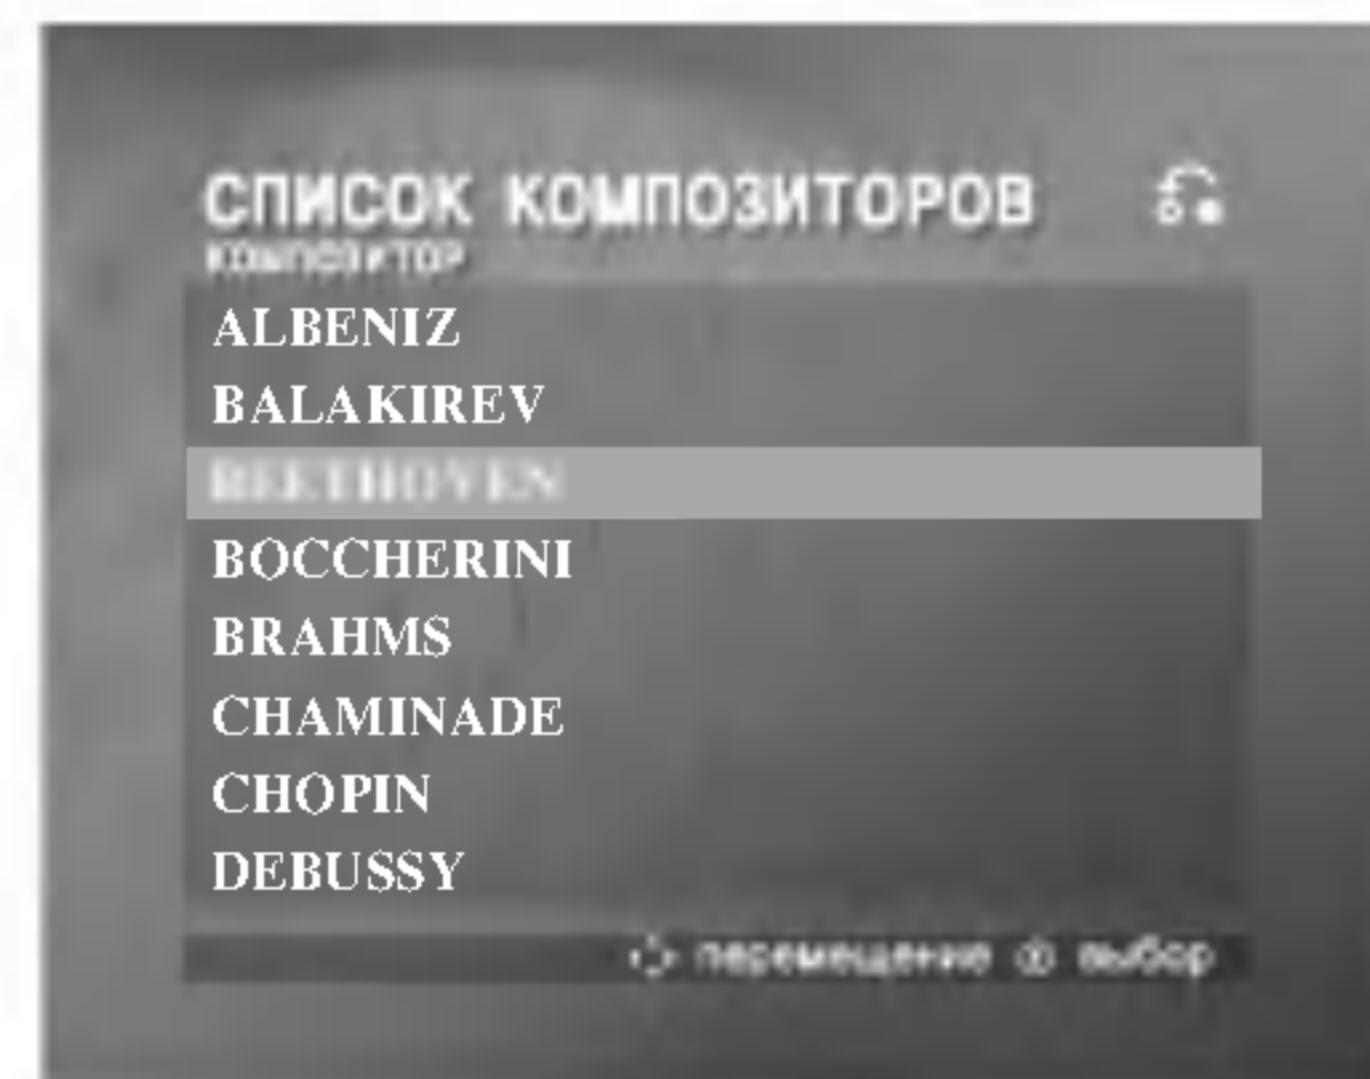 СПИСОК КОМПОЗИТОРОВ
КОМПОЗИТОР
ALBENIZ
BALAKIREV
BEETHOVEN
BOCCHERINI
BRAHMS
CHAMINADE
CHOPIN
DEBUSSY
перемещение выбор